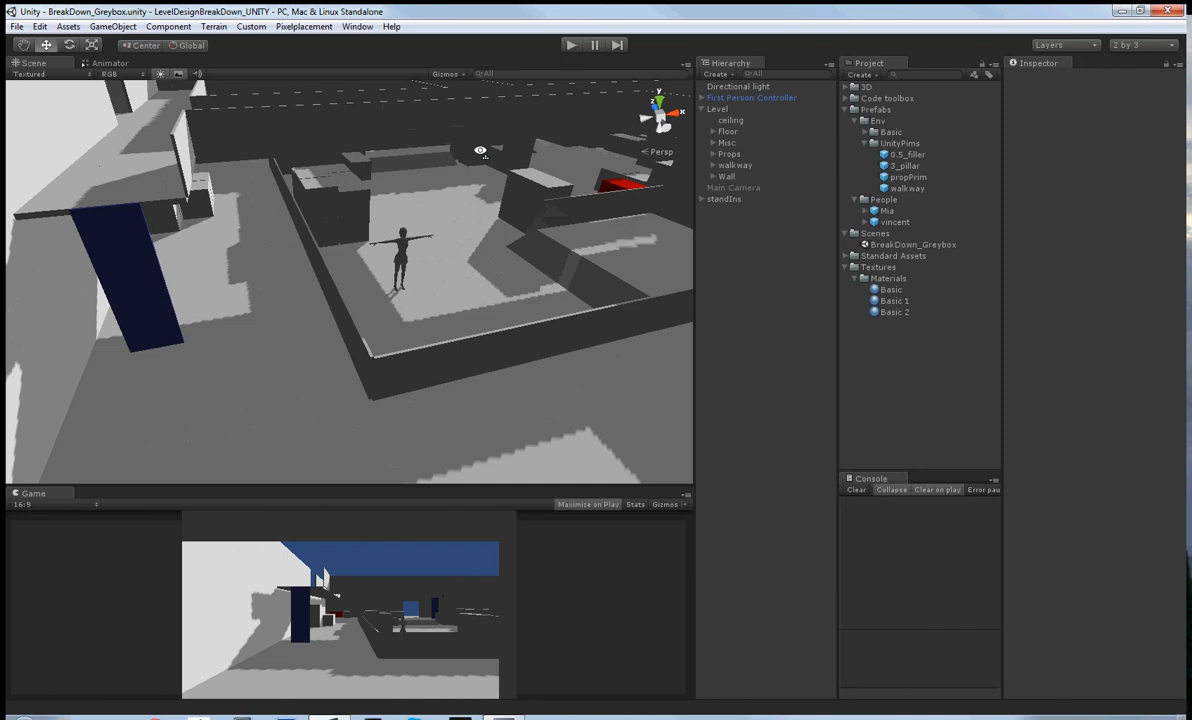 Unity - BreakDown_Greybox.unity - LevelDesignBreakDown_UNITY - PC, Mac & Linux Standalone
File Edit Assets GameObject Component Terrain Custom Pixelplacement Window Help
Center Global Layers 2 by 3
Scene Animator
Textured RGB Gizmos All
y
z
x
Persp
Hierarchy
Create All
Directional light
First Person Controller
Level
ceiling
Floor
Misc
Props
walkway
Wall
Main Camera
standIns
Project
Create
3D
Code toolbox
Prefabs
Env
Basic
UnityPims
0.5_filler
3_pillar
propPrim
walkway
People
Mia
vincent
Scenes
BreakDown_Greybox
Standard Assets
Textures
Materials
Basic
Basic 1
Basic 2
Inspector
Console
Clear Collapse Clear on play Error pau
Game
16:9 Maximize on Play Stats Gizmos